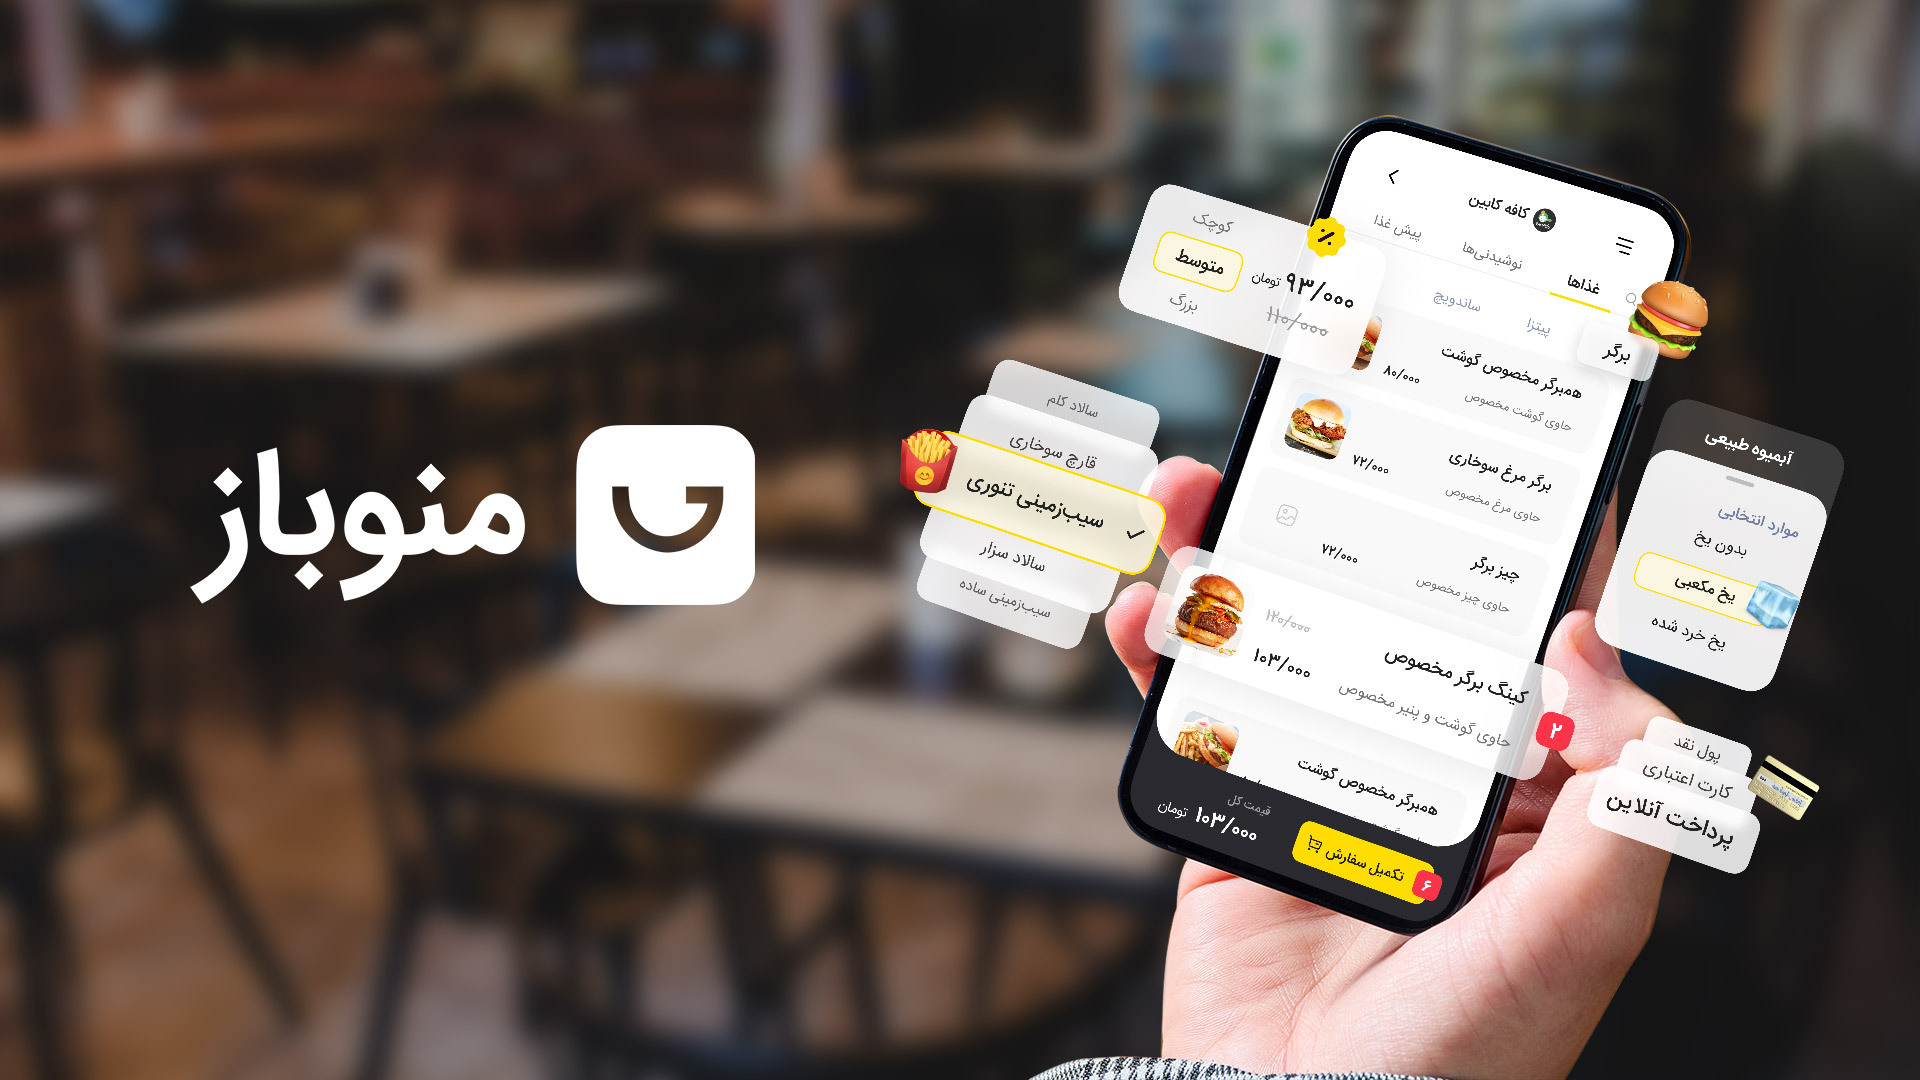 منوباز
کافه کابین
غذاها
نوشیدنی‌ها
پیش غذا
برگر
پیتزا
ساندویچ
کوچک
متوسط
بزرگ
۹۳/۰۰۰ تومان
۱۱۰/۰۰۰
همبرگر مخصوص گوشت
حاوی گوشت مخصوص
۸۰/۰۰۰
برگر مرغ سوخاری
حاوی مرغ مخصوص
۷۲/۰۰۰
چیز برگر
حاوی چیز مخصوص
۷۲/۰۰۰
کینگ برگر مخصوص
حاوی گوشت و پنیر مخصوص
۱۲۰/۰۰۰
۱۰۳/۰۰۰
۲
همبرگر مخصوص گوشت
قیمت کل
۱۰۳/۰۰۰ تومان
تکمیل سفارش
۶
سالاد کلم
قارچ سوخاری
سیب‌زمینی تنوری
سالاد سزار
سیب‌زمینی ساده
آبمیوه طبیعی
موارد انتخابی
بدون یخ
یخ مکعبی
یخ خرد شده
پول نقد
کارت اعتباری
پرداخت آنلاین